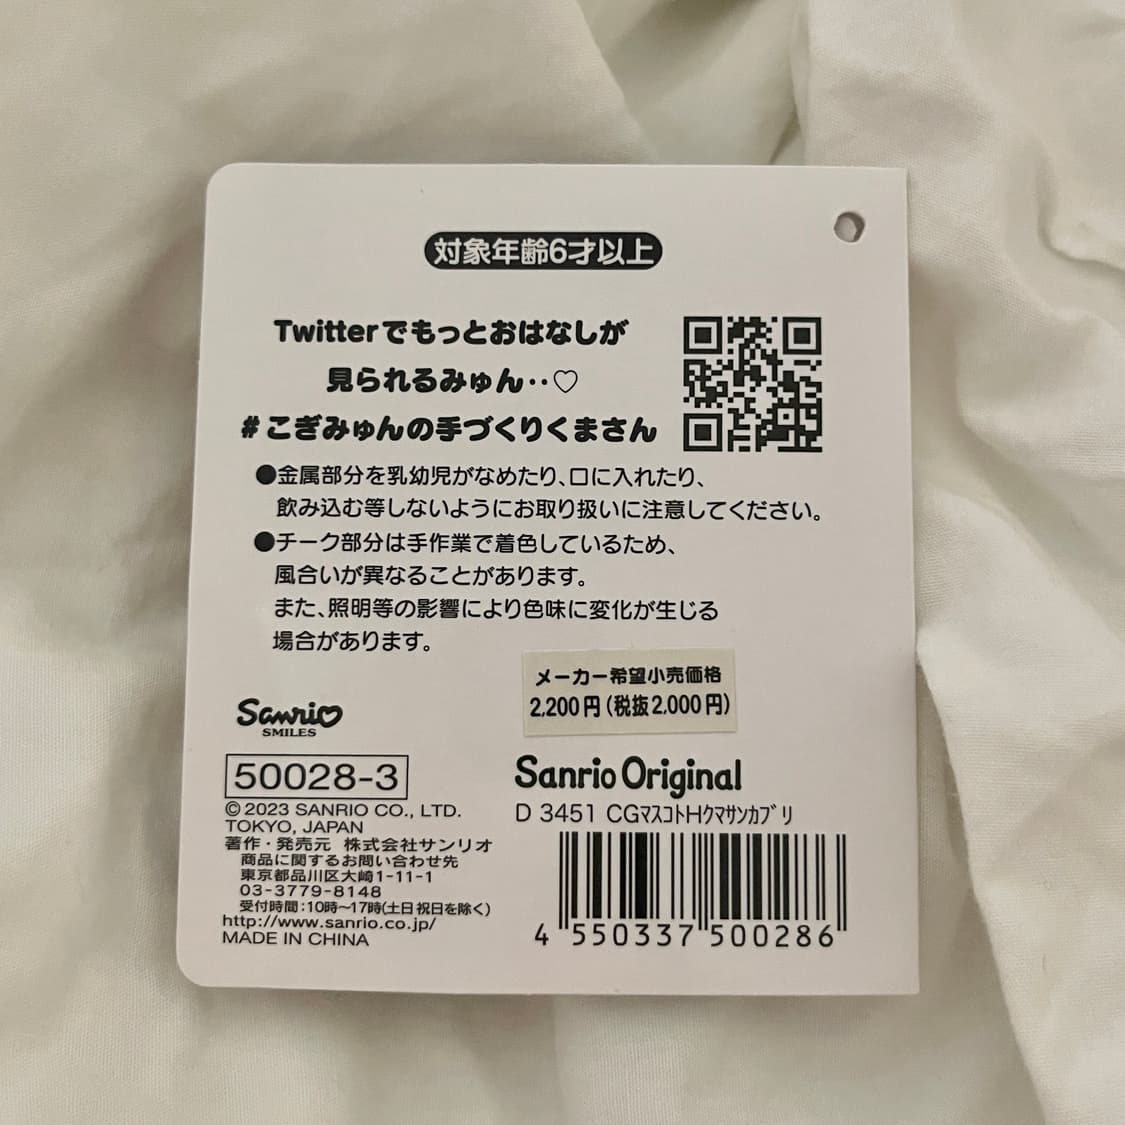 対象年齢6才以上
Twitterでもっとおはなしが
見られるみゅん‥♡
#こぎみゅんの手づくりくまさん
●金属部分を乳幼児がなめたり、口に入れたり、
飲み込む等しないようにお取り扱いに注意してください。
●チーク部分は手作業で着色しているため、
風合いが異なることがあります。
また、照明等の影響により色味に変化が生じる
場合があります。
メーカー希望小売価格
2,200円(税抜2,000円)
Sanrio
SMILES
50028-3
© 2023 SANRIO CO., LTD.
TOKYO, JAPAN
著作・発売元 株式会社サンリオ
商品に関するお問い合わせ先
東京都品川区大崎1-11-1
03-3779-8148
受付時間:10時〜17時(土日祝日を除く)
http://www.sanrio.co.jp/
MADE IN CHINA
Sanrio Original
D 3451 CGマスコトHクマサンカブリ
4 550337 500286